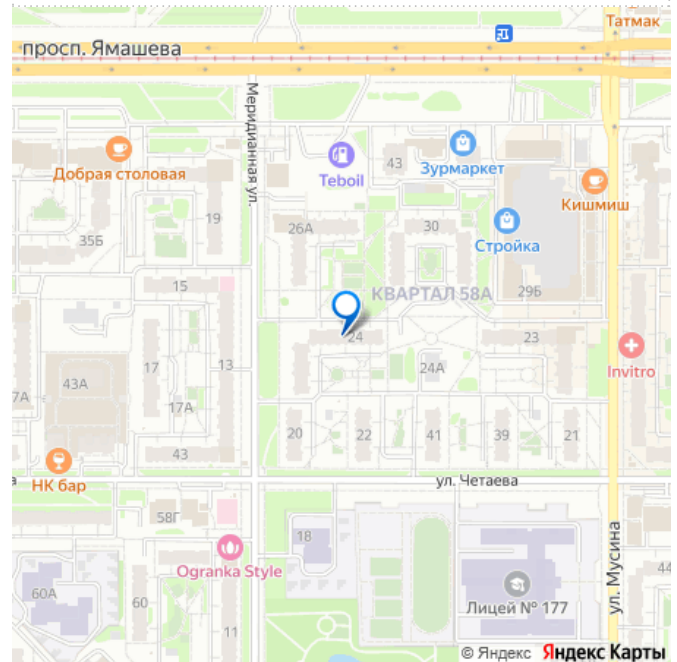 Татмак
просп. Ямашева
Меридианная ул.
Добрая столовая
Teboil
43
Зурмаркет
Кишмиш
19
26А
30
Стройка
35Б
15
КВАРТАЛ 58А
29Б
24
23
13
17
24А
Invitro
43А
7А
17А
20
22
41
39
21
43
НК бар
а
ул. Четаева
58Г
18
ул. Мусина
Ogranka Style
44
60А
60
Лицей № 177
11
© Яндекс Яндекс Карты